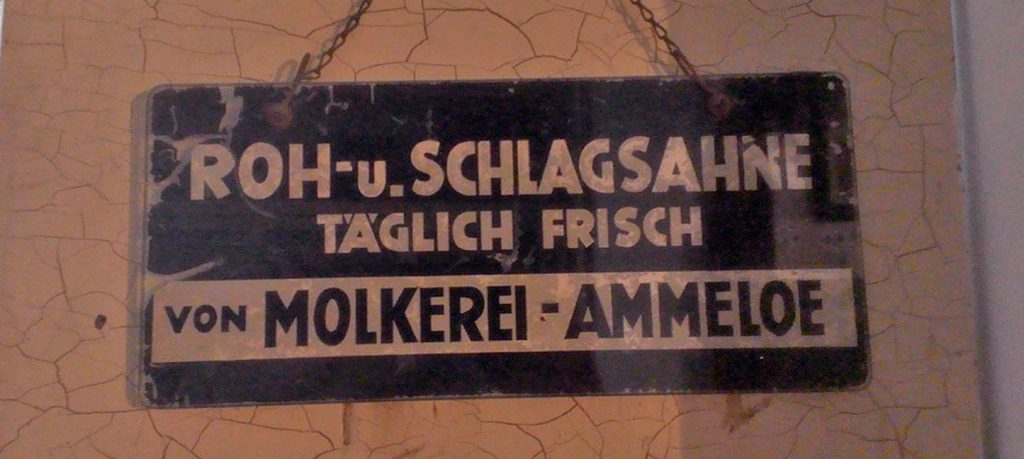 ROH-u. SCHLAGSAHNE
TÄGLICH FRISCH
VON MOLKEREI-AMMELOE